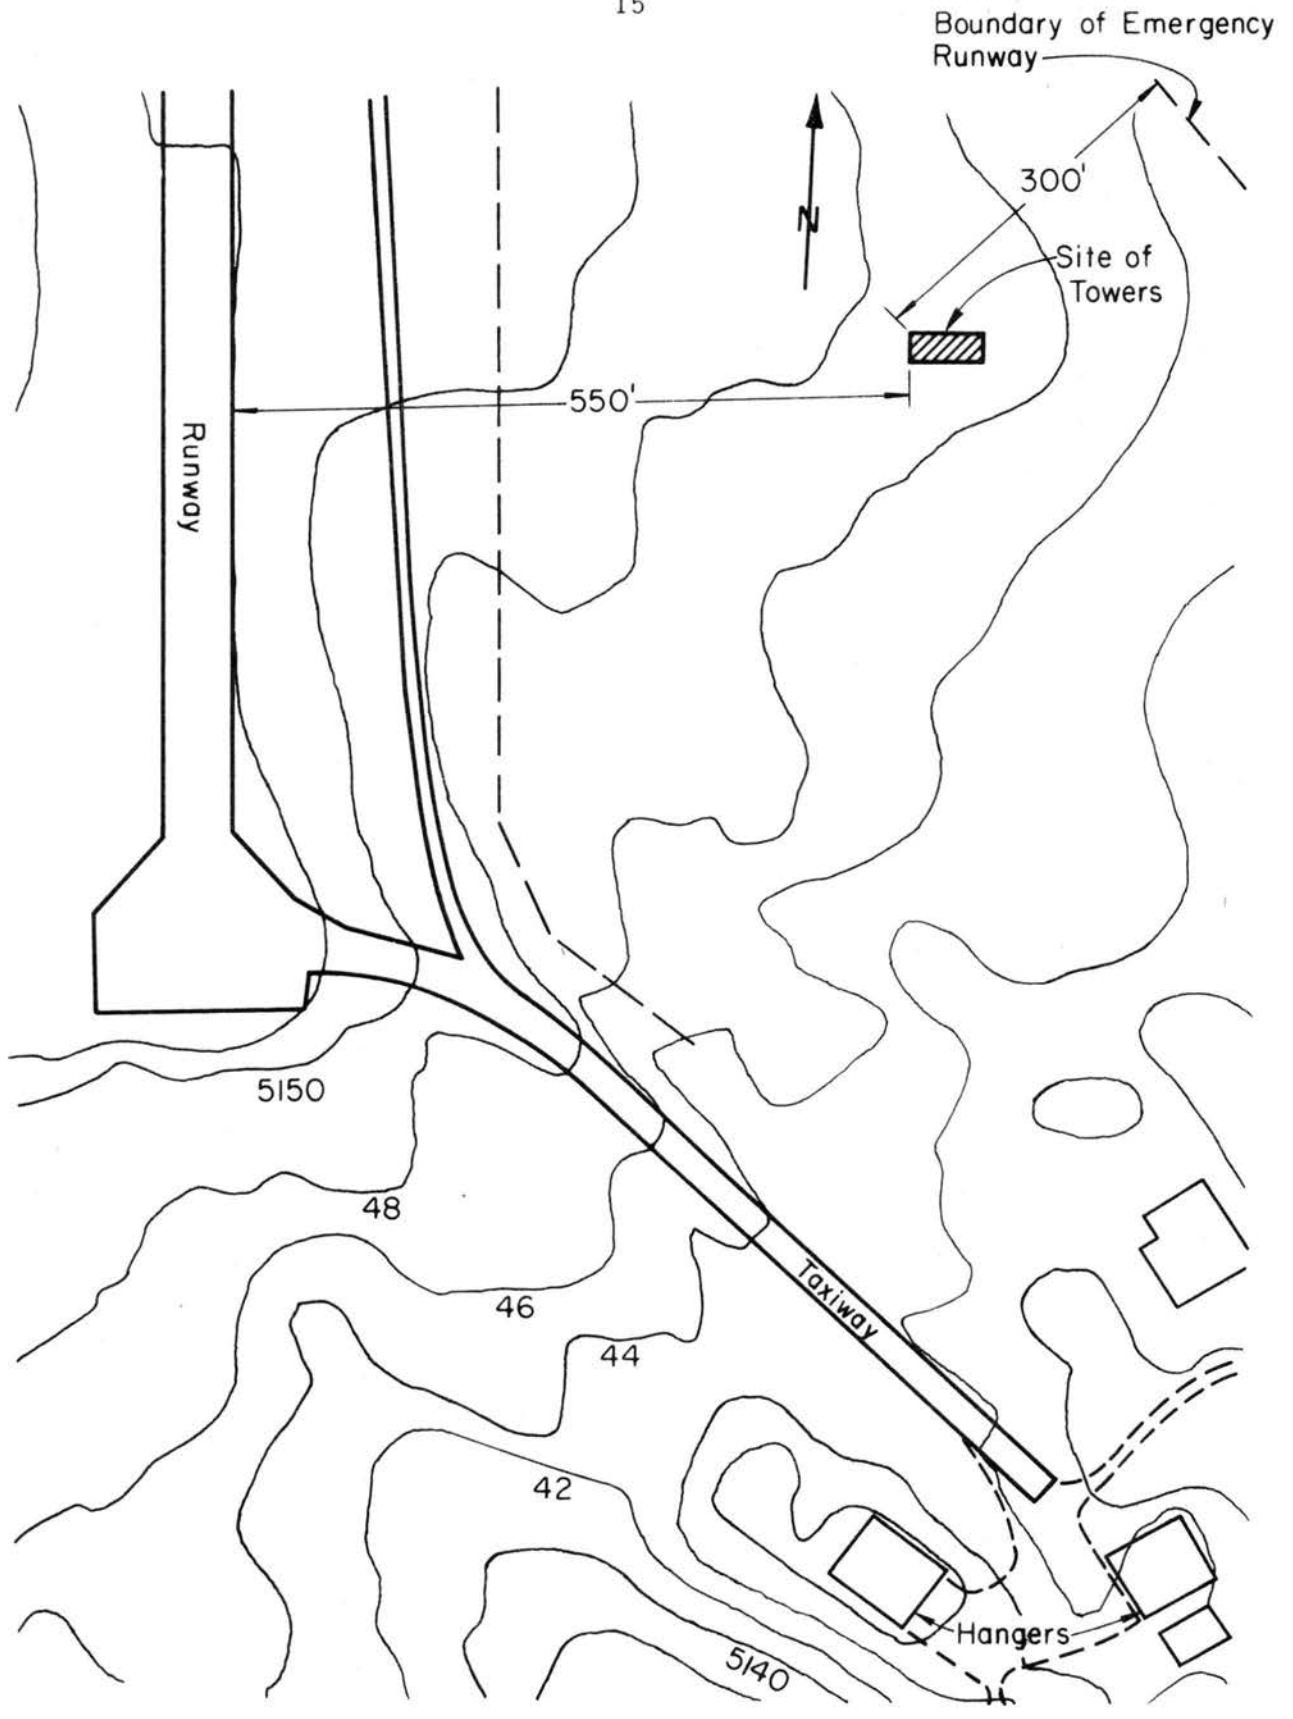 15
Boundary of Emergency
Runway
300'
N
Site of
Towers
550'
Runway
5150
48
46
44
Taxiway
42
Hangers
5140